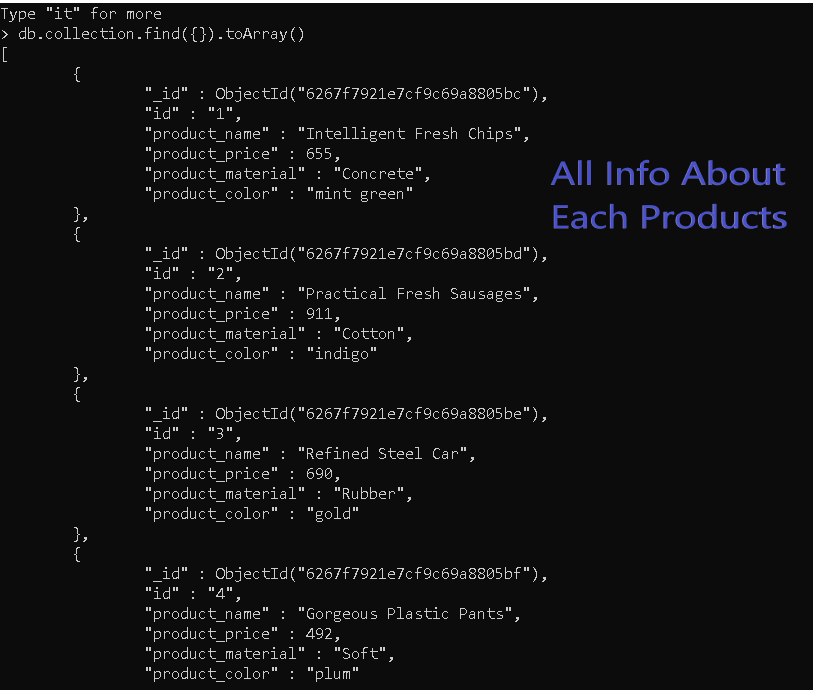 Type "it" for more
> db.collection.find({}).toArray()
[
{
"_id" : ObjectId("6267f7921e7cf9c69a8805bc"),
"id" : "1",
"product_name" : "Intelligent Fresh Chips",
"product_price" : 655,
"product_material" : "Concrete",
"product_color" : "mint green"
},
{
"_id" : ObjectId("6267f7921e7cf9c69a8805bd"),
"id" : "2",
"product_name" : "Practical Fresh Sausages",
"product_price" : 911,
"product_material" : "Cotton",
"product_color" : "indigo"
},
{
"_id" : ObjectId("6267f7921e7cf9c69a8805be"),
"id" : "3",
"product_name" : "Refined Steel Car",
"product_price" : 690,
"product_material" : "Rubber",
"product_color" : "gold"
},
{
"_id" : ObjectId("6267f7921e7cf9c69a8805bf"),
"id" : "4",
"product_name" : "Gorgeous Plastic Pants",
"product_price" : 492,
"product_material" : "Soft",
"product_color" : "plum"
All Info About
Each Products